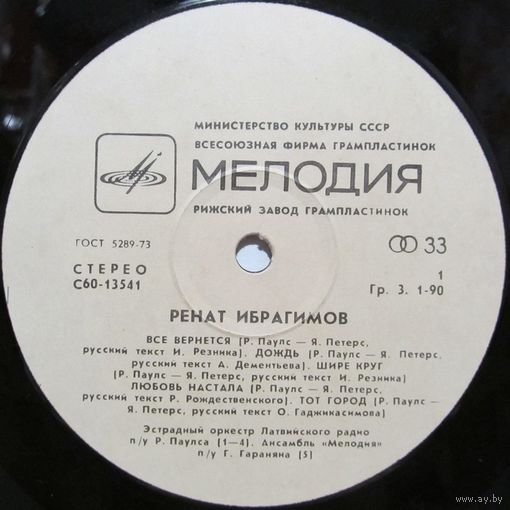 МИНИСТЕРСТВО КУЛЬТУРЫ СССР
ВСЕСОЮЗНАЯ ФИРМА ГРАМПЛАСТИНОК
МЕЛОДИЯ
РИЖСКИЙ ЗАВОД ГРАМПЛАСТИНОК
ГОСТ 5289-73
33
СТЕРЕО
1
С60-13541
Гр. 3. 1-90
РЕНАТ ИБРАГИМОВ
ВСЕ ВЕРНЕТСЯ (Р. Паулс — Я. Петерс,
русский текст И. Резника). ДОЖДЬ (Р. Паулс — Я. Петерс,
русский текст А. Дементьева). ШИРЕ КРУГ
(Р. Паулс — Я. Петерс, русский текст И. Резника)
ЛЮБОВЬ НАСТАЛА (Р. Паулс — Я. Петерс,
русский текст Р. Рождественского). ТОТ ГОРОД (Р. Паулс —
Я. Петерс, русский текст О. Гаджикасимова)
Эстрадный оркестр Латвийского радио
п/у Р. Паулса (1—4). Ансамбль «Мелодия»
п/у Г. Гараняна (5)
www.ay.by